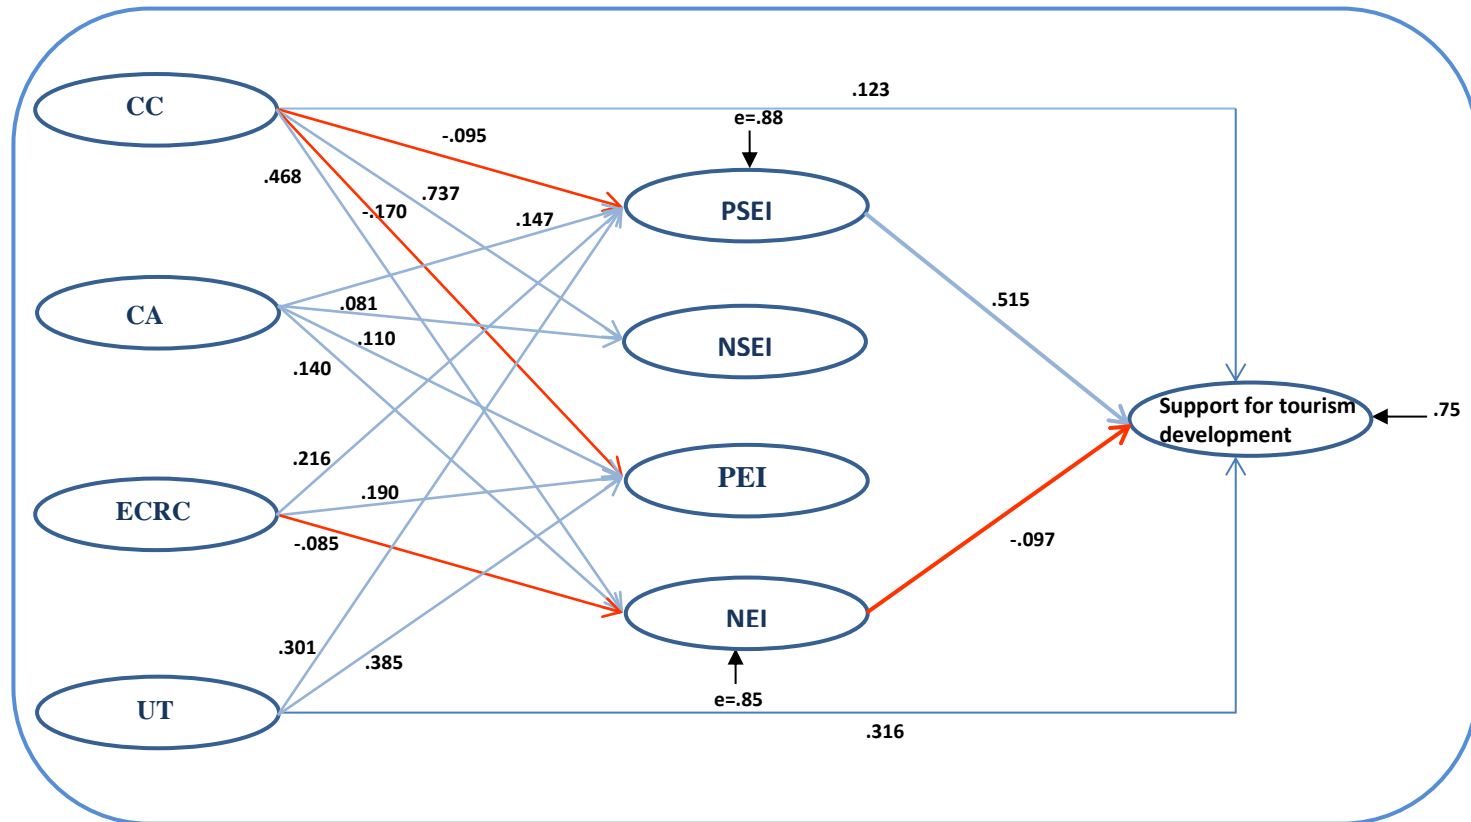 .123
CC
e=.88
-.095
.468
.737
-.170
.147
PSEI
CA
.081
.515
.110
NSEI
.140
Support for tourism
development
.75
.216
.190
PEI
ECRC
-.085
-.097
NEI
.301
.385
UT
e=.85
.316